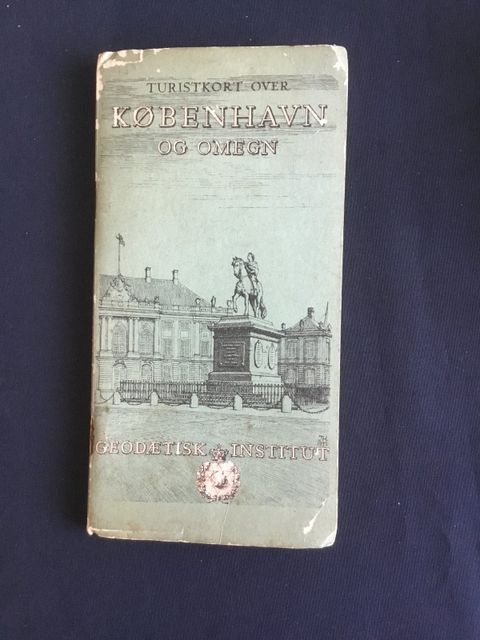 TURISTKORT OVER
KØBENHAVN
OG OMEGN
GEODÆTISK INSTITUT